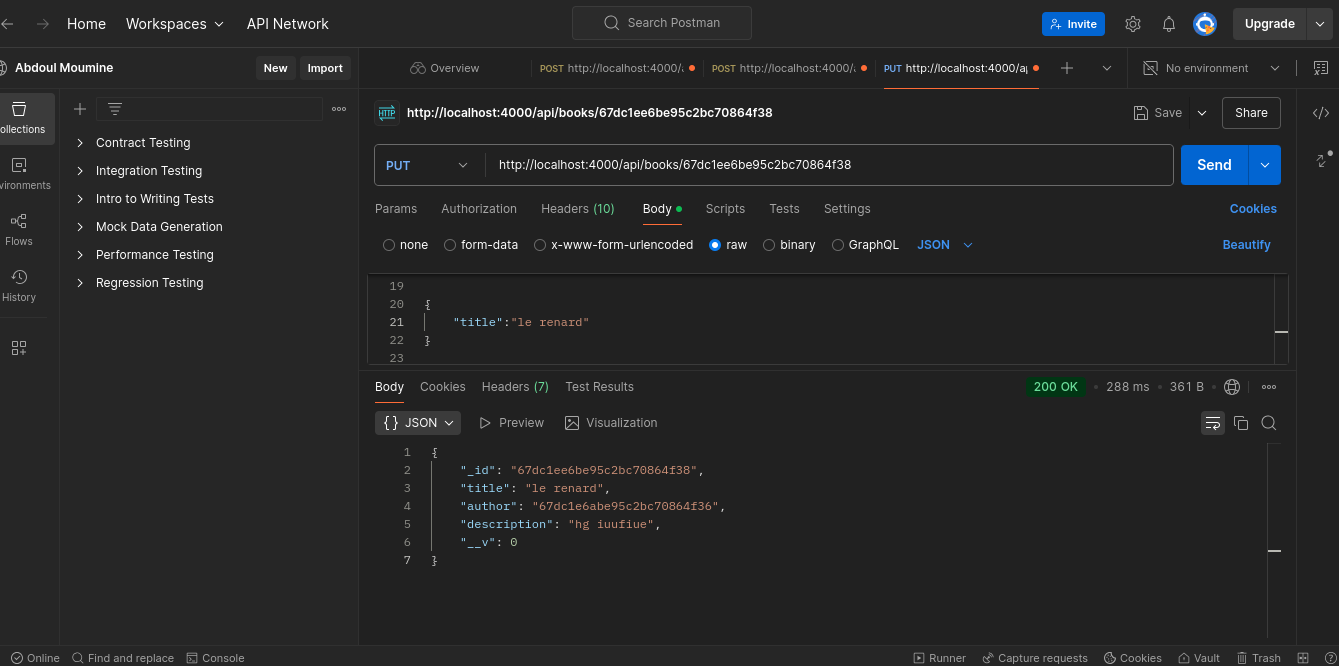 Home Workspaces API Network Search Postman Invite Upgrade
Abdoul Moumine New Import Overview POST http://localhost:4000/ POST http://localhost:4000/ PUT http://localhost:4000/a No environment
http://localhost:4000/api/books/67dc1ee6be95c2bc70864f38 Save Share
ollections
Contract Testing
Integration Testing
Intro to Writing Tests
Mock Data Generation
Performance Testing
Regression Testing
vironments
Flows
History
PUT http://localhost:4000/api/books/67dc1ee6be95c2bc70864f38 Send
Params Authorization Headers (10) Body Scripts Tests Settings Cookies
none form-data x-www-form-urlencoded raw binary GraphQL JSON Beautify
19
20 {
21 "title":"le renard"
22 }
23
Body Cookies Headers (7) Test Results 200 OK • 288 ms • 361 B •
{} JSON Preview Visualization
1 {
2 "_id": "67dc1ee6be95c2bc70864f38",
3 "title": "le renard",
4 "author": "67dc1e6abe95c2bc70864f36",
5 "description": "hg iuufiue",
6 "__v": 0
7 }
Online Find and replace Console Runner Capture requests Cookies Vault Trash